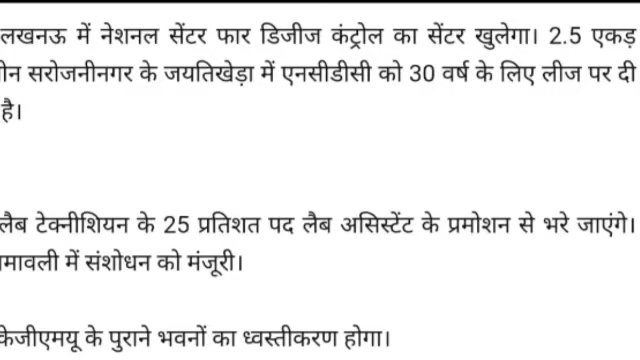 लखनऊ में नेशनल सेंटर फार डिजीज कंट्रोल का सेंटर खुलेगा। 2.5 एकड़
सरोजनीनगर के जयतिखेड़ा में एनसीडीसी को 30 वर्ष के लिए लीज पर दी
है।
लैब टेक्नीशियन के 25 प्रतिशत पद लैब असिस्टेंट के प्रमोशन से भरे जाएंगे।
में संशोधन को मंजूरी।
केजीएमयू के पुराने भवनों का ध्वस्तीकरण होगा।